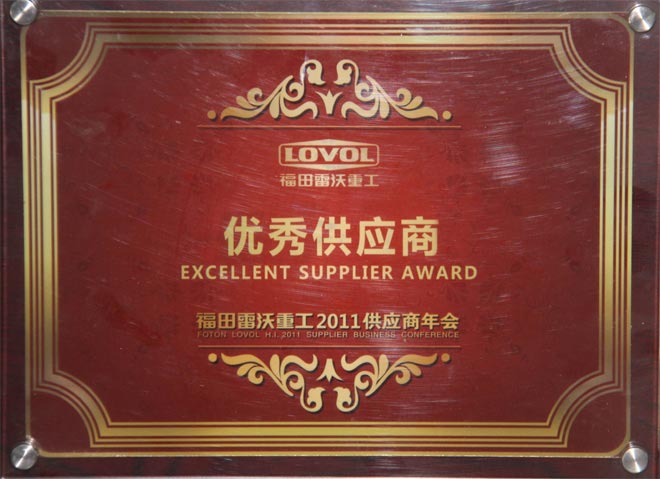 LOVOL
福田雷沃重工
优秀供应商
EXCELLENT SUPPLIER AWARD
福田雷沃重工2011供应商年会
FOTON LOVOL H.I. 2011 SUPPLIER BUSINESS CONFERENCE